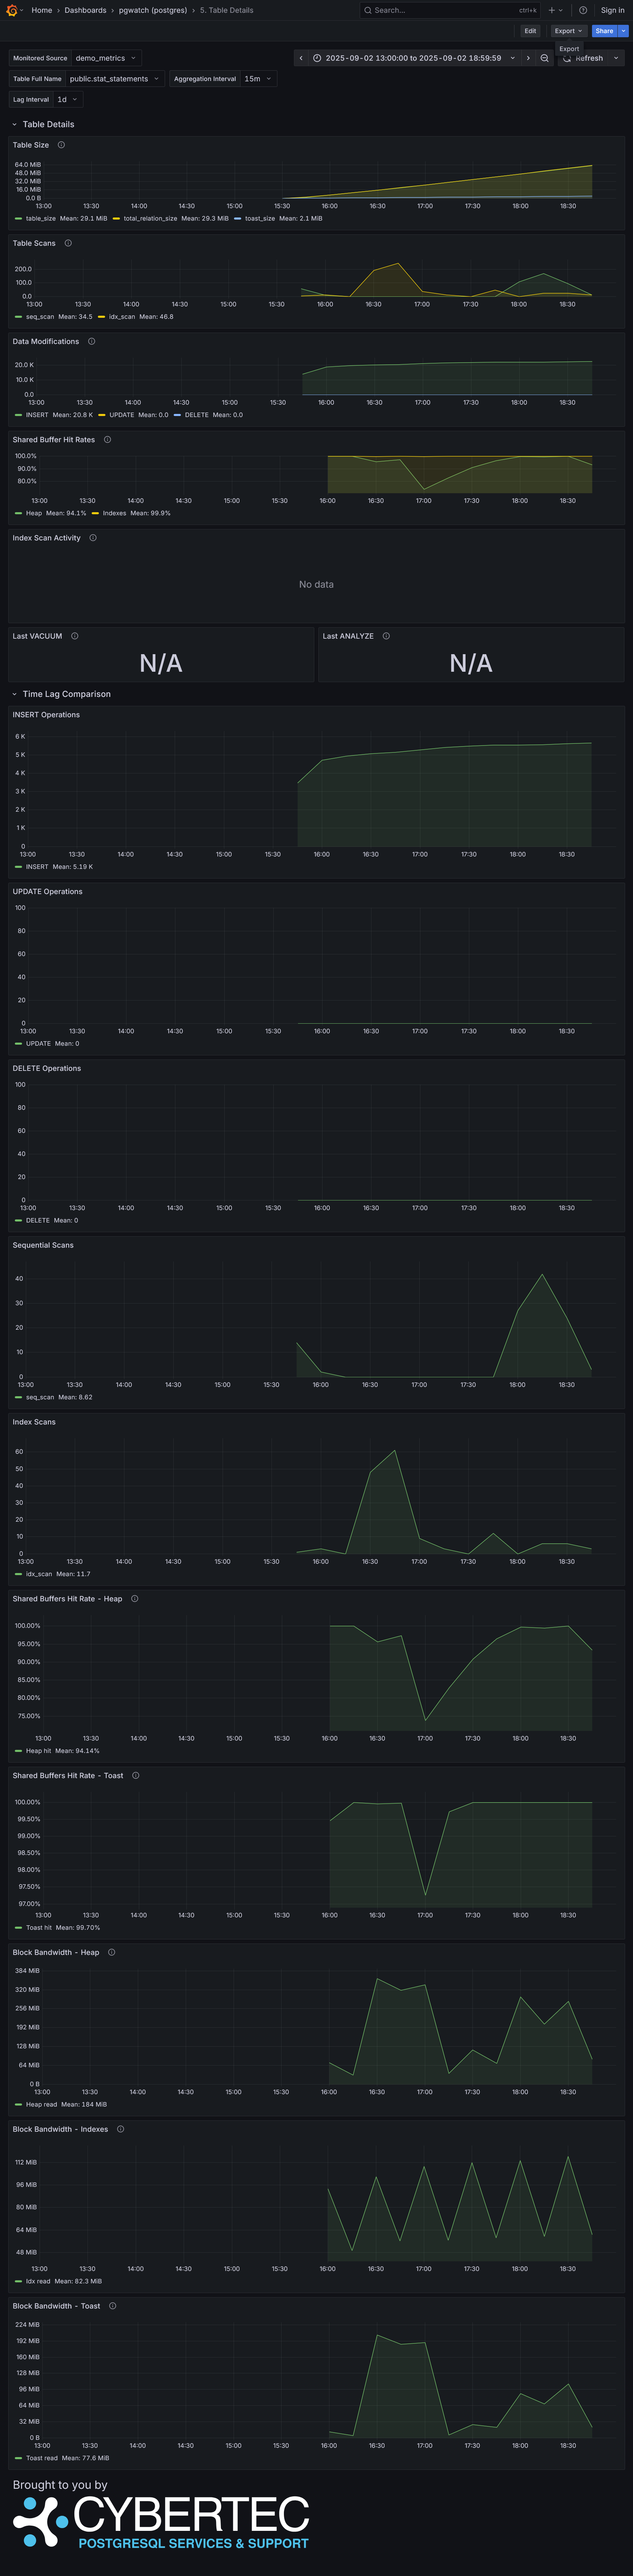 Home › Dashboards › pgwatch (postgres) › 5. Table Details Search... ctrl+k Sign in
Edit Export Share
Export
Monitored Source demo_metrics 2025-09-02 13:00:00 to 2025-09-02 18:59:59 Refresh
Table Full Name public.stat_statements Aggregation Interval 15m
Lag Interval 1d
Table Details
Table Size
64.0 MiB
48.0 MiB
32.0 MiB
16.0 MiB
0.0 B
13:00 13:30 14:00 14:30 15:00 15:30 16:00 16:30 17:00 17:30 18:00 18:30
table_size Mean: 29.1 MiB total_relation_size Mean: 29.3 MiB toast_size Mean: 2.1 MiB
Table Scans
200.0
100.0
0.0
13:00 13:30 14:00 14:30 15:00 15:30 16:00 16:30 17:00 17:30 18:00 18:30
seq_scan Mean: 34.5 idx_scan Mean: 46.8
Data Modifications
20.0 K
10.0 K
0.0
13:00 13:30 14:00 14:30 15:00 15:30 16:00 16:30 17:00 17:30 18:00 18:30
INSERT Mean: 20.8 K UPDATE Mean: 0.0 DELETE Mean: 0.0
Shared Buffer Hit Rates
100.0%
90.0%
80.0%
13:00 13:30 14:00 14:30 15:00 15:30 16:00 16:30 17:00 17:30 18:00 18:30
Heap Mean: 94.1% Indexes Mean: 99.9%
Index Scan Activity
No data
Last VACUUM Last ANALYZE
N/A N/A
Time Lag Comparison
INSERT Operations
6 K
5 K
4 K
3 K
2 K
1 K
0
13:00 13:30 14:00 14:30 15:00 15:30 16:00 16:30 17:00 17:30 18:00 18:30
INSERT Mean: 5.19 K
UPDATE Operations
100
80
60
40
20
0
13:00 13:30 14:00 14:30 15:00 15:30 16:00 16:30 17:00 17:30 18:00 18:30
UPDATE Mean: 0
DELETE Operations
100
80
60
40
20
0
13:00 13:30 14:00 14:30 15:00 15:30 16:00 16:30 17:00 17:30 18:00 18:30
DELETE Mean: 0
Sequential Scans
40
30
20
10
0
13:00 13:30 14:00 14:30 15:00 15:30 16:00 16:30 17:00 17:30 18:00 18:30
seq_scan Mean: 8.62
Index Scans
60
50
40
30
20
10
0
13:00 13:30 14:00 14:30 15:00 15:30 16:00 16:30 17:00 17:30 18:00 18:30
idx_scan Mean: 11.7
Shared Buffers Hit Rate - Heap
100.00%
95.00%
90.00%
85.00%
80.00%
75.00%
13:00 13:30 14:00 14:30 15:00 15:30 16:00 16:30 17:00 17:30 18:00 18:30
Heap hit Mean: 94.14%
Shared Buffers Hit Rate - Toast
100.00%
99.50%
99.00%
98.50%
98.00%
97.50%
97.00%
13:00 13:30 14:00 14:30 15:00 15:30 16:00 16:30 17:00 17:30 18:00 18:30
Toast hit Mean: 99.70%
Block Bandwidth - Heap
384 MiB
320 MiB
256 MiB
192 MiB
128 MiB
64 MiB
0 B
13:00 13:30 14:00 14:30 15:00 15:30 16:00 16:30 17:00 17:30 18:00 18:30
Heap read Mean: 184 MiB
Block Bandwidth - Indexes
112 MiB
96 MiB
80 MiB
64 MiB
48 MiB
13:00 13:30 14:00 14:30 15:00 15:30 16:00 16:30 17:00 17:30 18:00 18:30
Idx read Mean: 82.3 MiB
Block Bandwidth - Toast
224 MiB
192 MiB
160 MiB
128 MiB
96 MiB
64 MiB
32 MiB
0 B
13:00 13:30 14:00 14:30 15:00 15:30 16:00 16:30 17:00 17:30 18:00 18:30
Toast read Mean: 77.6 MiB
Brought to you by
CYBERTEC
POSTGRESQL SERVICES & SUPPORT